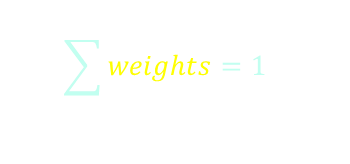 ∑ weights = 1